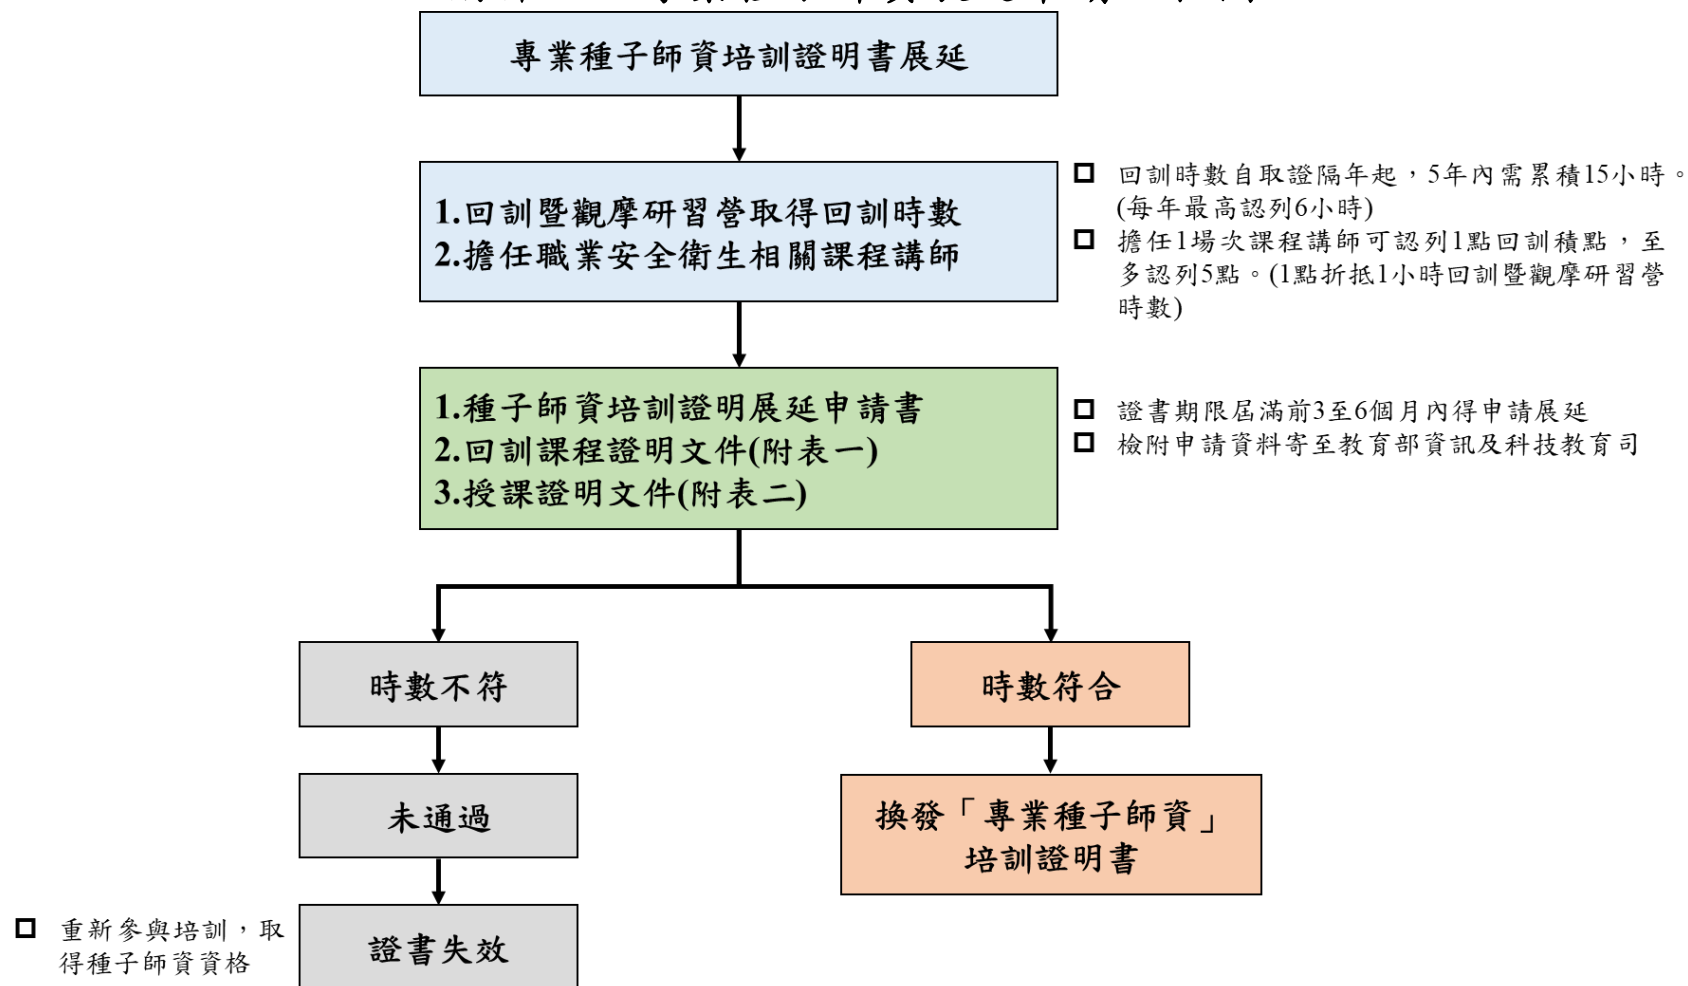 專業種子師資培訓證明書展延
1.回訓暨觀摩研習營取得回訓時數
2.擔任職業安全衛生相關課程講師
回訓時數自取證隔年起，5年內需累積15小時。
(每年最高認列6小時)
擔任1場次課程講師可認列1點回訓積點，至
多認列5點。(1點折抵1小時回訓暨觀摩研習營
時數)
1.種子師資培訓證明展延申請書
2.回訓課程證明文件(附表一)
3.授課證明文件(附表二)
證書期限屆滿前3至6個月內得申請展延
檢附申請資料寄至教育部資訊及科技教育司
時數不符
時數符合
未通過
換發「專業種子師資」
培訓證明書
重新參與培訓，取
得種子師資資格
證書失效